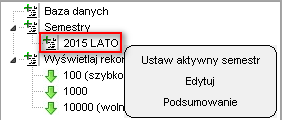 Baza danych
Semestry
2015 LATO
Wyświetlaj rekor
100 (szybko
1000
10000 (woln
Ustaw aktywny semestr
Edytuj
Podsumowanie